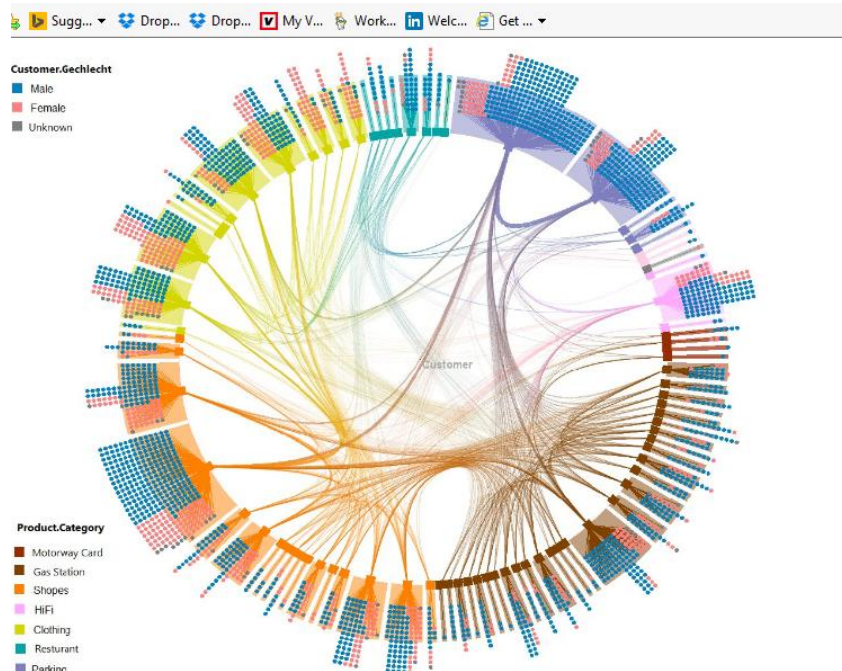 Sugg... Drop... Drop... My V... Work... Welc... Get ...
Customer.Gechlecht
Male
Female
Unknown
Customer
Product.Category
Motorway Card
Gas Station
Shopes
HiFi
Clothing
Resturant
Parking